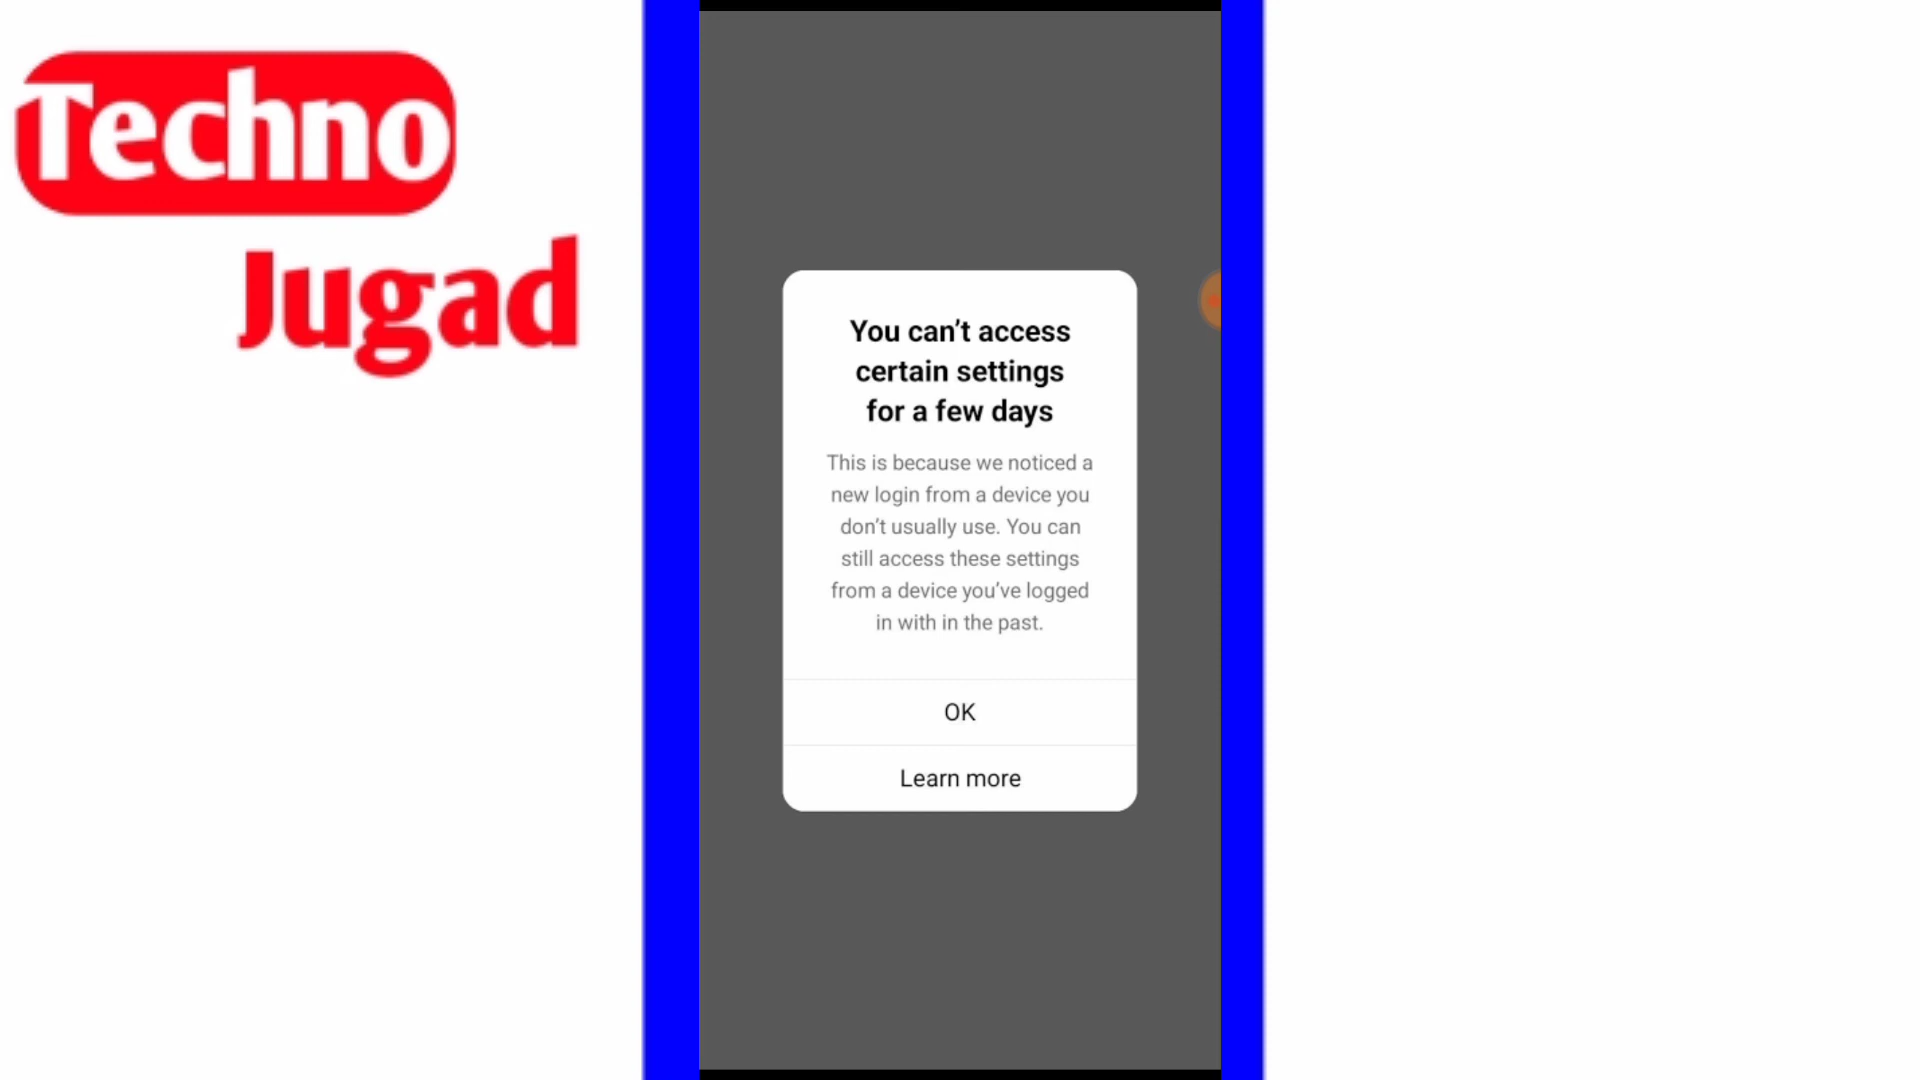 Techno
Jugad
You can’t access
certain settings
for a few days
This is because we noticed a
new login from a device you
don’t usually use. You can
still access these settings
from a device you’ve logged
in with in the past.
OK
Learn more